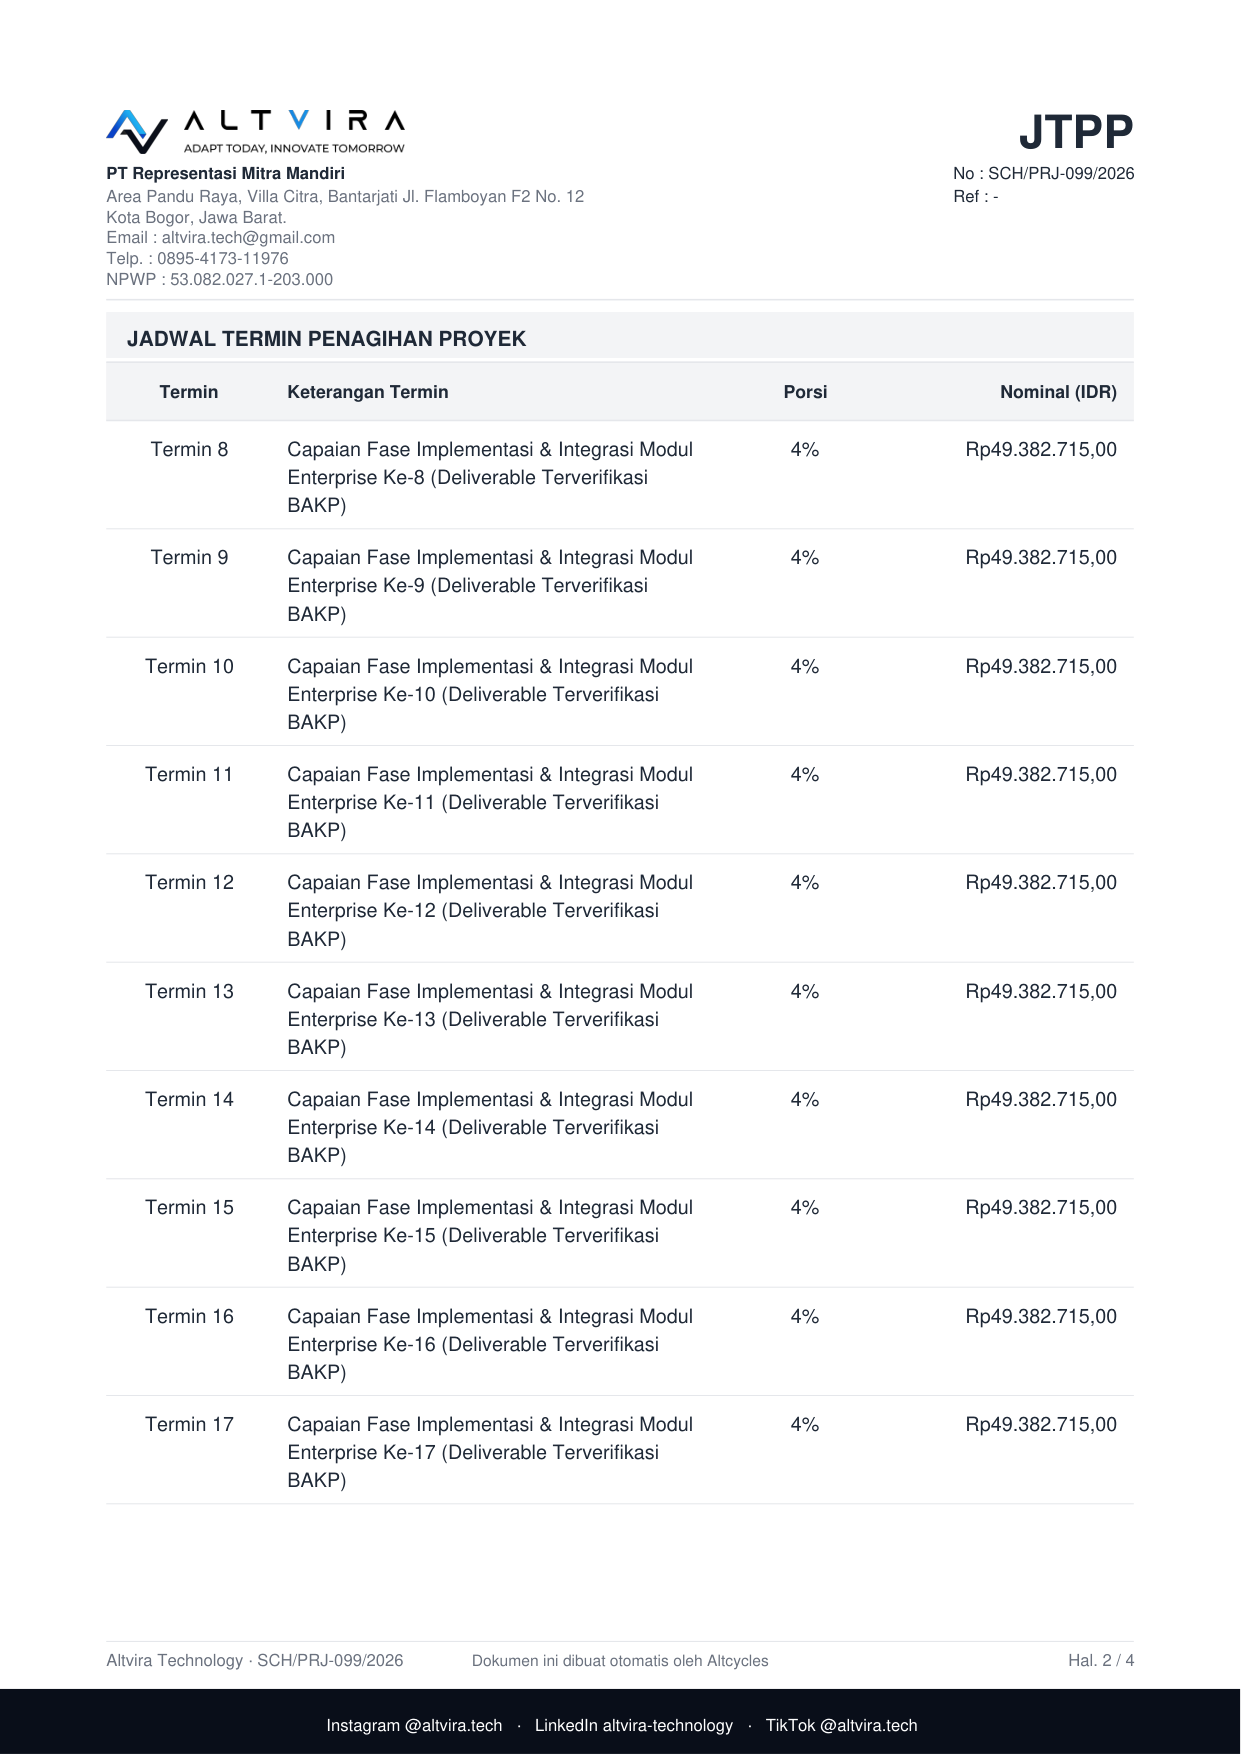 ALTVIRA
ADAPT TODAY, INNOVATE TOMORROW
JTPP
PT Representasi Mitra Mandiri
No : SCH/PRJ-099/2026
Area Pandu Raya, Villa Citra, Bantarjati Jl. Flamboyan F2 No. 12
Ref : -
Kota Bogor, Jawa Barat.
Email : altvira.tech@gmail.com
Telp. : 0895-4173-11976
NPWP : 53.082.027.1-203.000
JADWAL TERMIN PENAGIHAN PROYEK
Termin Keterangan Termin Porsi Nominal (IDR)
Termin 8 Capaian Fase Implementasi & Integrasi Modul 4% Rp49.382.715,00
Enterprise Ke-8 (Deliverable Terverifikasi
BAKP)
Termin 9 Capaian Fase Implementasi & Integrasi Modul 4% Rp49.382.715,00
Enterprise Ke-9 (Deliverable Terverifikasi
BAKP)
Termin 10 Capaian Fase Implementasi & Integrasi Modul 4% Rp49.382.715,00
Enterprise Ke-10 (Deliverable Terverifikasi
BAKP)
Termin 11 Capaian Fase Implementasi & Integrasi Modul 4% Rp49.382.715,00
Enterprise Ke-11 (Deliverable Terverifikasi
BAKP)
Termin 12 Capaian Fase Implementasi & Integrasi Modul 4% Rp49.382.715,00
Enterprise Ke-12 (Deliverable Terverifikasi
BAKP)
Termin 13 Capaian Fase Implementasi & Integrasi Modul 4% Rp49.382.715,00
Enterprise Ke-13 (Deliverable Terverifikasi
BAKP)
Termin 14 Capaian Fase Implementasi & Integrasi Modul 4% Rp49.382.715,00
Enterprise Ke-14 (Deliverable Terverifikasi
BAKP)
Termin 15 Capaian Fase Implementasi & Integrasi Modul 4% Rp49.382.715,00
Enterprise Ke-15 (Deliverable Terverifikasi
BAKP)
Termin 16 Capaian Fase Implementasi & Integrasi Modul 4% Rp49.382.715,00
Enterprise Ke-16 (Deliverable Terverifikasi
BAKP)
Termin 17 Capaian Fase Implementasi & Integrasi Modul 4% Rp49.382.715,00
Enterprise Ke-17 (Deliverable Terverifikasi
BAKP)
Altvira Technology · SCH/PRJ-099/2026 Dokumen ini dibuat otomatis oleh Altcycles Hal. 2 / 4
Instagram @altvira.tech · LinkedIn altvira-technology · TikTok @altvira.tech